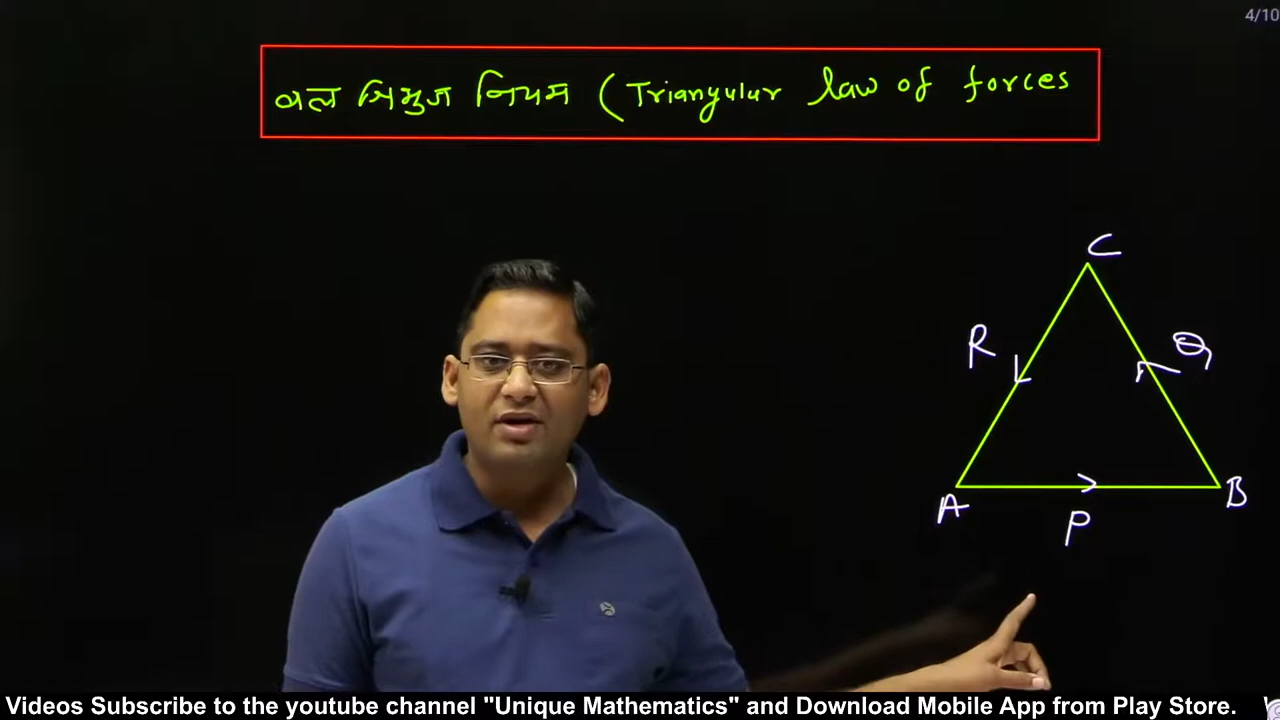 4/10
बल त्रिभुज नियम (Triangular law of forces
C
R
Q
A
B
P
Videos Subscribe to the youtube channel "Unique Mathematics" and Download Mobile App from Play Store.